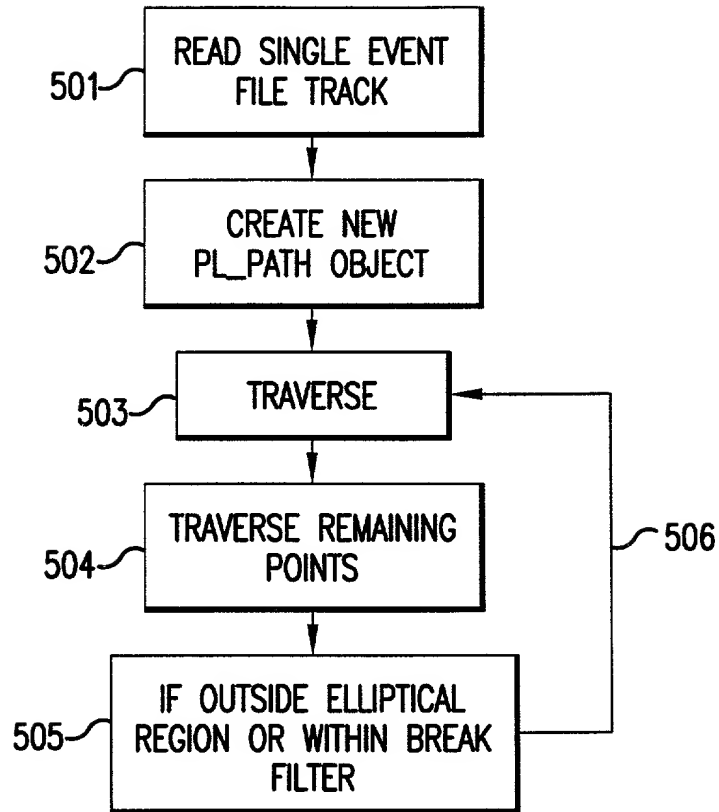 501
READ SINGLE EVENT
FILE TRACK
502
CREATE NEW
PL_PATH OBJECT
503
TRAVERSE
504
TRAVERSE REMAINING
POINTS
506
505
IF OUTSIDE ELLIPTICAL
REGION OR WITHIN BREAK
FILTER